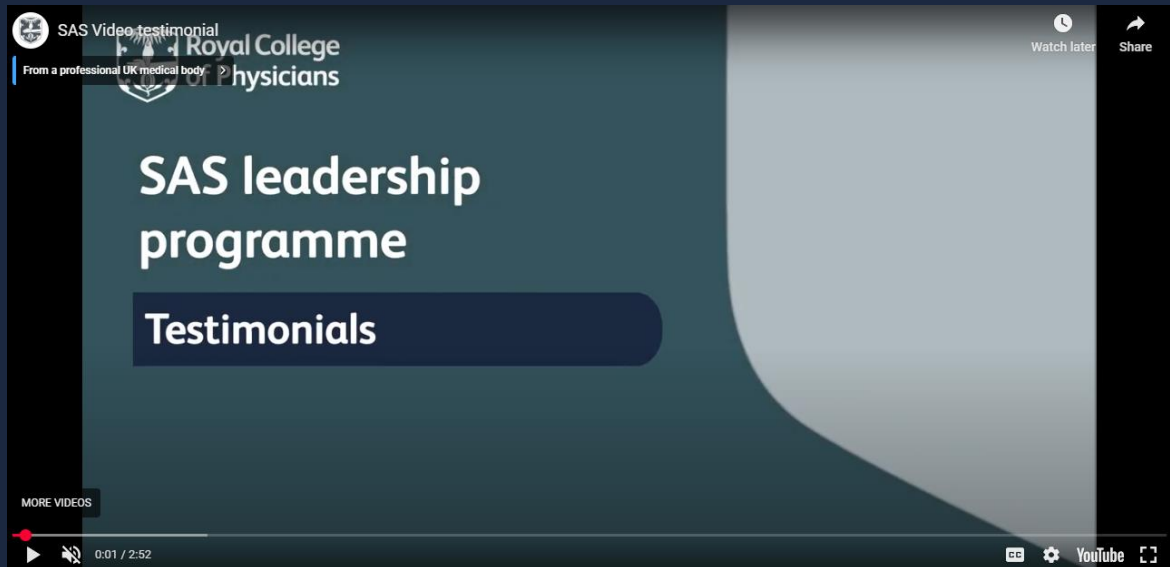 SAS Video testimonial
Watch later
Share
Royal College
of Physicians
From a professional UK medical body
SAS leadership
programme
Testimonials
MORE VIDEOS
0:01 / 2:52
CC
YouTube